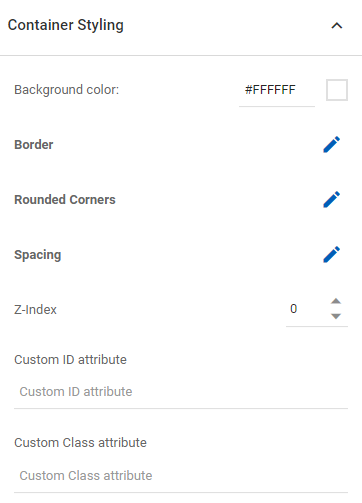 Container Styling
Background color: #FFFFFF
Border
Rounded Corners
Spacing
Z-Index 0
Custom ID attribute
Custom ID attribute
Custom Class attribute
Custom Class attribute